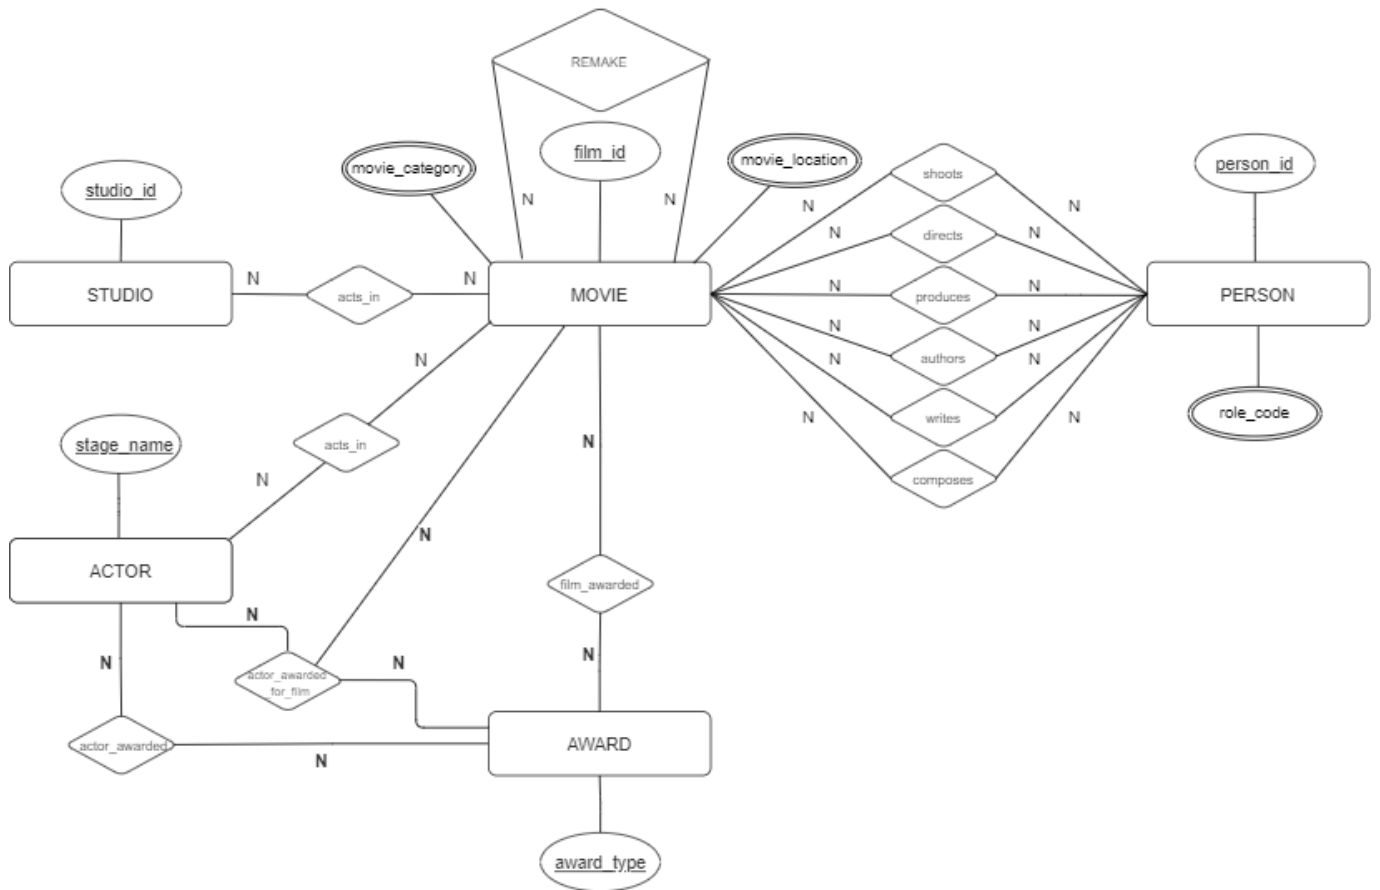 REMAKE
movie_category
film_id
movie_location
studio_id
person_id
N
N
N
N
shoots
N
N
directs
N
STUDIO
N
acts_in
N
MOVIE
N
produces
N
PERSON
N
authors
N
N
N
N
writes
role_code
N
N
composes
stage_name
acts_in
N
N
N
ACTOR
film_awarded
N
N
N
N
actor_awarded
_for_film
actor_awarded
N
AWARD
award_type